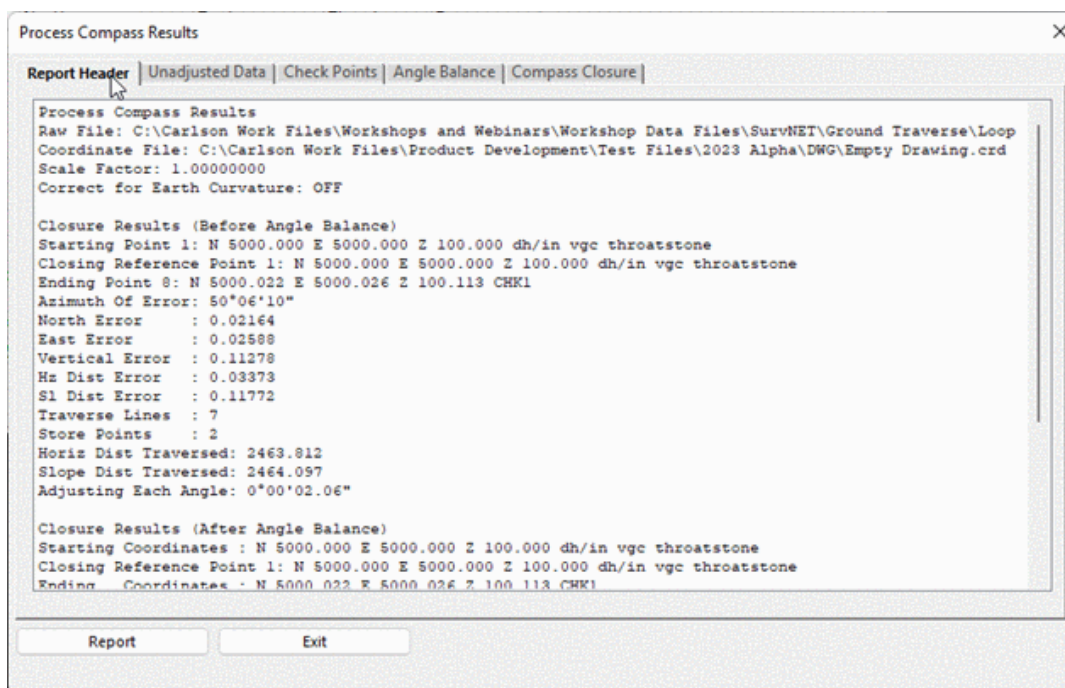 Process Compass Results
Report Header | Unadjusted Data | Check Points | Angle Balance | Compass Closure
Process Compass Results
Raw File: C:\Carlson Work Files\Workshops and Webinars\Workshop Data Files\SurvNET\Ground Traverse\Loop
Coordinate File: C:\Carlson Work Files\Product Development\Test Files\2023 Alpha\DWG\Empty Drawing.crd
Scale Factor: 1.00000000
Correct for Earth Curvature: OFF
Closure Results (Before Angle Balance)
Starting Point 1: N 5000.000 E 5000.000 Z 100.000 dh/in vgc throatstone
Closing Reference Point 1: N 5000.000 E 5000.000 Z 100.000 dh/in vgc throatstone
Ending Point 8: N 5000.022 E 5000.026 Z 100.113 CHK1
Azimuth Of Error: 50°06'10"
North Error : 0.02164
East Error : 0.02588
Vertical Error : 0.11278
Hz Dist Error : 0.03373
Sl Dist Error : 0.11772
Traverse Lines : 7
Store Points : 2
Horiz Dist Traversed: 2463.812
Slope Dist Traversed: 2464.097
Adjusting Each Angle: 0°00'02.06"
Closure Results (After Angle Balance)
Starting Coordinates : N 5000.000 E 5000.000 Z 100.000 dh/in vgc throatstone
Closing Reference Point 1: N 5000.000 E 5000.000 Z 100.000 dh/in vgc throatstone
Ending Coordinates : N 5000.022 E 5000.026 Z 100.113 CHK1
Report Exit